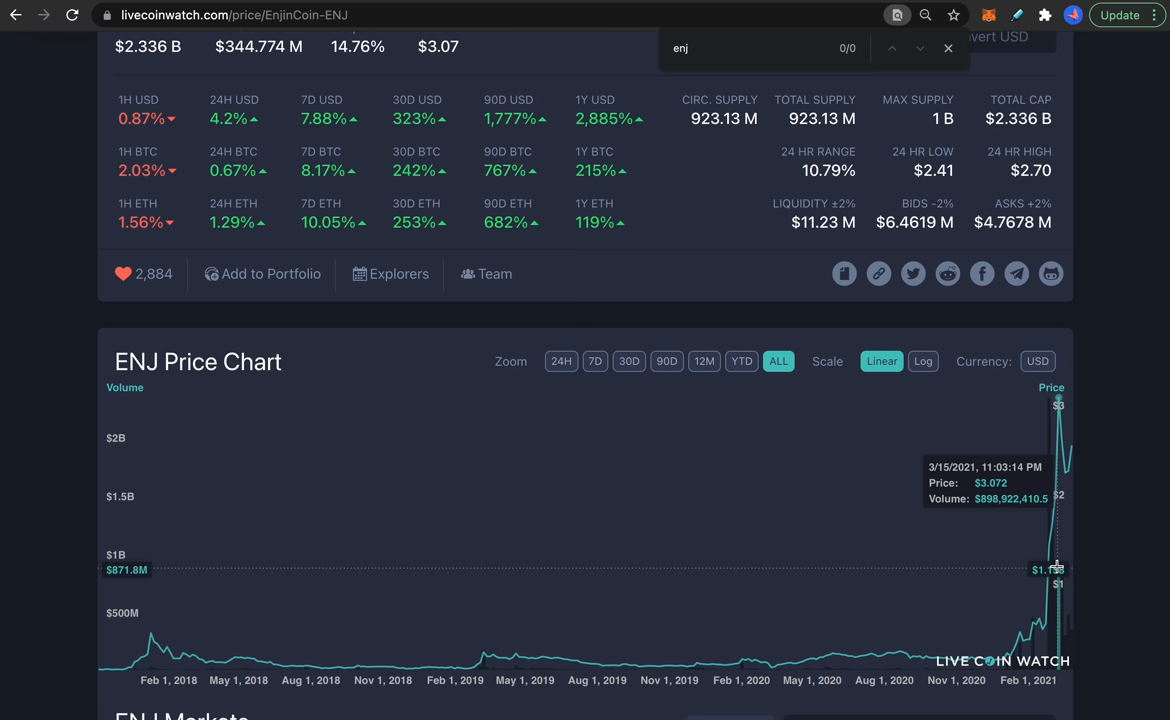 livecoinwatch.com/price/EnjinCoin-ENJ
Update
$2.336 B $344.774 M 14.76% $3.07
enj 0/0
vert USD
1H USD 24H USD 7D USD 30D USD 90D USD 1Y USD CIRC. SUPPLY TOTAL SUPPLY MAX SUPPLY TOTAL CAP
0.87% 4.2% 7.88% 323% 1,777% 2,885% 923.13 M 923.13 M 1 B $2.336 B
1H BTC 24H BTC 7D BTC 30D BTC 90D BTC 1Y BTC 24 HR RANGE 24 HR LOW 24 HR HIGH
2.03% 0.67% 8.17% 242% 767% 215% 10.79% $2.41 $2.70
1H ETH 24H ETH 7D ETH 30D ETH 90D ETH 1Y ETH LIQUIDITY ±2% BIDS -2% ASKS +2%
1.56% 1.29% 10.05% 253% 682% 119% $11.23 M $6.4619 M $4.7678 M
2,884 Add to Portfolio Explorers Team
ENJ Price Chart Zoom 24H 7D 30D 90D 12M YTD ALL Scale Linear Log Currency: USD
Volume Price
$3
$2B
3/15/2021, 11:03:14 PM
Price: $3.072
$1.5B $2
Volume: $898,922,410.5
$1B
$871.8M
$1
$500M
LIVE COIN WATCH
Feb 1, 2018 May 1, 2018 Aug 1, 2018 Nov 1, 2018 Feb 1, 2019 May 1, 2019 Aug 1, 2019 Nov 1, 2019 Feb 1, 2020 May 1, 2020 Aug 1, 2020 Nov 1, 2020 Feb 1, 2021
ENJ Markets